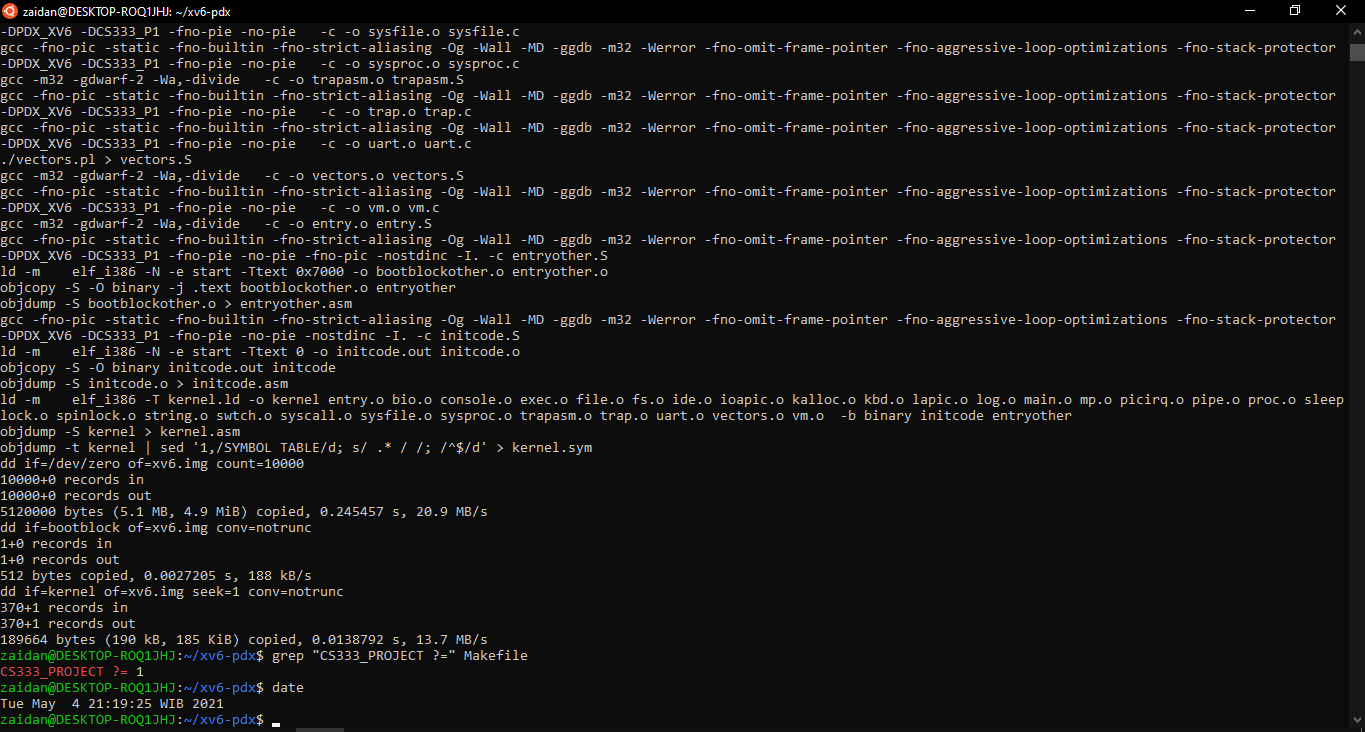 zaidan@DESKTOP-ROQ1JHJ: ~/xv6-pdx
-DPDX_XV6 -DCS333_P1 -fno-pie -no-pie   -c -o sysfile.o sysfile.c
gcc -fno-pic -static -fno-builtin -fno-strict-aliasing -Og -Wall -MD -ggdb -m32 -Werror -fno-omit-frame-pointer -fno-aggressive-loop-optimizations -fno-stack-protector
-DPDX_XV6 -DCS333_P1 -fno-pie -no-pie   -c -o sysproc.o sysproc.c
gcc -m32 -gdwarf-2 -Wa,-divide   -c -o trapasm.o trapasm.S
gcc -fno-pic -static -fno-builtin -fno-strict-aliasing -Og -Wall -MD -ggdb -m32 -Werror -fno-omit-frame-pointer -fno-aggressive-loop-optimizations -fno-stack-protector
-DPDX_XV6 -DCS333_P1 -fno-pie -no-pie   -c -o trap.o trap.c
gcc -fno-pic -static -fno-builtin -fno-strict-aliasing -Og -Wall -MD -ggdb -m32 -Werror -fno-omit-frame-pointer -fno-aggressive-loop-optimizations -fno-stack-protector
-DPDX_XV6 -DCS333_P1 -fno-pie -no-pie   -c -o uart.o uart.c
./vectors.pl > vectors.S
gcc -m32 -gdwarf-2 -Wa,-divide   -c -o vectors.o vectors.S
gcc -fno-pic -static -fno-builtin -fno-strict-aliasing -Og -Wall -MD -ggdb -m32 -Werror -fno-omit-frame-pointer -fno-aggressive-loop-optimizations -fno-stack-protector
-DPDX_XV6 -DCS333_P1 -fno-pie -no-pie   -c -o vm.o vm.c
gcc -m32 -gdwarf-2 -Wa,-divide   -c -o entry.o entry.S
gcc -fno-pic -static -fno-builtin -fno-strict-aliasing -Og -Wall -MD -ggdb -m32 -Werror -fno-omit-frame-pointer -fno-aggressive-loop-optimizations -fno-stack-protector
-DPDX_XV6 -DCS333_P1 -fno-pie -no-pie -fno-pic -nostdinc -I. -c entryother.S
ld -m    elf_i386 -N -e start -Ttext 0x7000 -o bootblockother.o entryother.o
objcopy -S -O binary -j .text bootblockother.o entryother
objdump -S bootblockother.o > entryother.asm
gcc -fno-pic -static -fno-builtin -fno-strict-aliasing -Og -Wall -MD -ggdb -m32 -Werror -fno-omit-frame-pointer -fno-aggressive-loop-optimizations -fno-stack-protector
-DPDX_XV6 -DCS333_P1 -fno-pie -no-pie -nostdinc -I. -c initcode.S
ld -m    elf_i386 -N -e start -Ttext 0 -o initcode.out initcode.o
objcopy -S -O binary initcode.out initcode
objdump -S initcode.o > initcode.asm
ld -m    elf_i386 -T kernel.ld -o kernel entry.o bio.o console.o exec.o file.o fs.o ide.o ioapic.o kalloc.o kbd.o lapic.o log.o main.o mp.o picirq.o pipe.o proc.o sleep
lock.o spinlock.o string.o swtch.o syscall.o sysfile.o sysproc.o trapasm.o trap.o uart.o vectors.o vm.o  -b binary initcode entryother
objdump -S kernel > kernel.asm
objdump -t kernel | sed '1,/SYMBOL TABLE/d; s/ .* / /; /^$/d' > kernel.sym
dd if=/dev/zero of=xv6.img count=10000
10000+0 records in
10000+0 records out
5120000 bytes (5.1 MB, 4.9 MiB) copied, 0.245457 s, 20.9 MB/s
dd if=bootblock of=xv6.img conv=notrunc
1+0 records in
1+0 records out
512 bytes copied, 0.0027205 s, 188 kB/s
dd if=kernel of=xv6.img seek=1 conv=notrunc
370+1 records in
370+1 records out
189664 bytes (190 kB, 185 KiB) copied, 0.0138792 s, 13.7 MB/s
zaidan@DESKTOP-ROQ1JHJ:~/xv6-pdx$ grep "CS333_PROJECT ?=" Makefile
CS333_PROJECT ?= 1
zaidan@DESKTOP-ROQ1JHJ:~/xv6-pdx$ date
Tue May  4 21:19:25 WIB 2021
zaidan@DESKTOP-ROQ1JHJ:~/xv6-pdx$